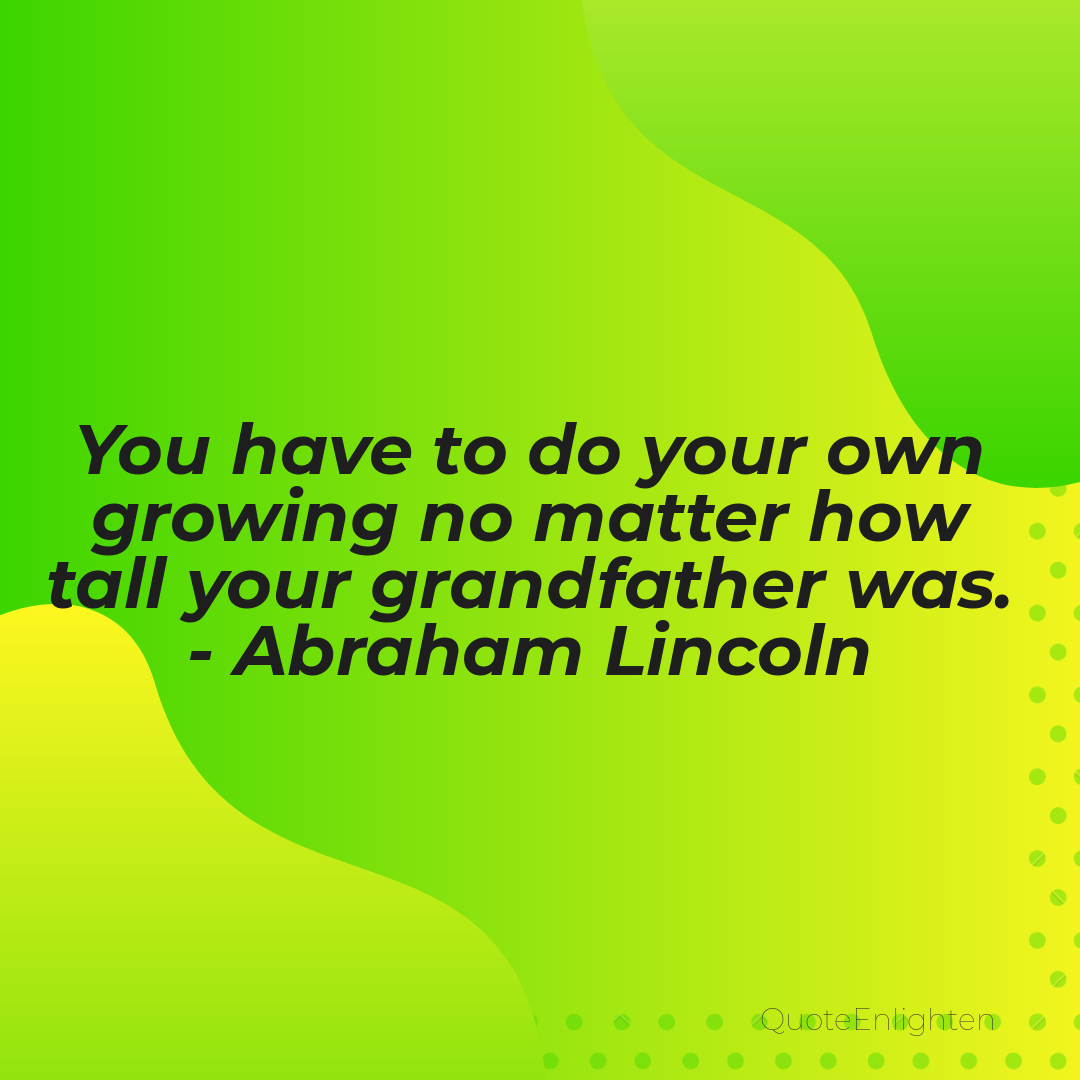 You have to do your own
growing no matter how
tall your grandfather was.
- Abraham Lincoln
QuoteEnlighten